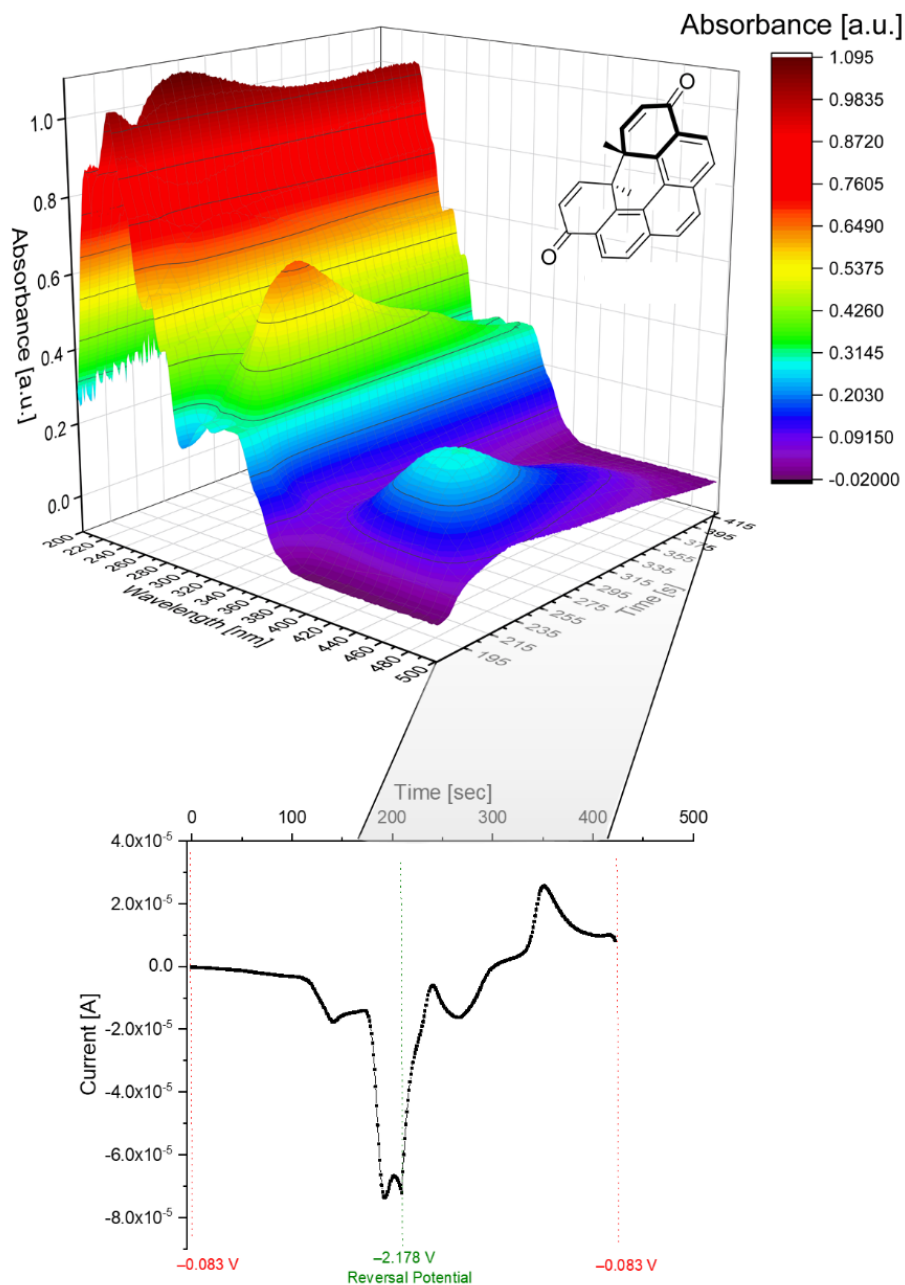 Absorbance [a.u.]
1.095
0.9835
0.8720
0.7605
0.6490
0.5375
0.4260
0.3145
0.2030
0.09150
-0.02000
O
O
Absorbance [a.u.]
1.0
0.8
0.6
0.4
0.2
0.0
200
220
240
260
280
300
320
340
360
380
400
420
440
460
480
500
Wavelength [nm]
415
395
375
355
335
315
295
275
255
235
215
195
Time [s]
Time [sec]
0 100 200 300 400 500
Current [A]
4.0x10⁻⁵
2.0x10⁻⁵
0.0
-2.0x10⁻⁵
-4.0x10⁻⁵
-6.0x10⁻⁵
-8.0x10⁻⁵
–0.083 V
–2.178 V
Reversal Potential
–0.083 V